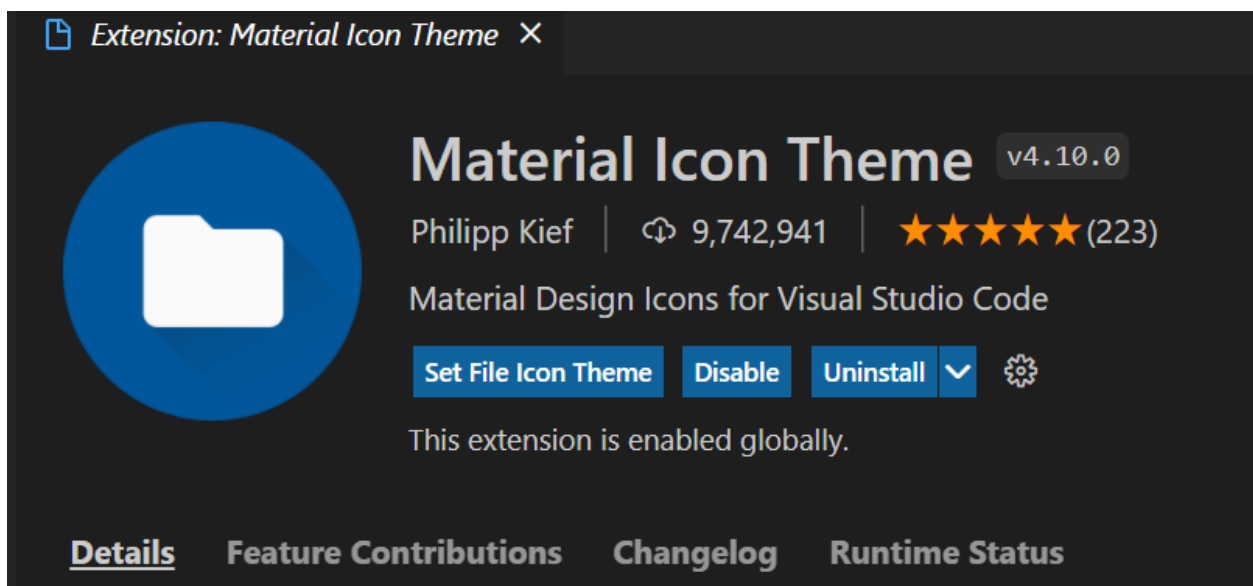 Extension: Material Icon Theme
Material Icon Theme v4.10.0
Philipp Kief 9,742,941 (223)
Material Design Icons for Visual Studio Code
Set File Icon Theme Disable Uninstall
This extension is enabled globally.
Details Feature Contributions Changelog Runtime Status